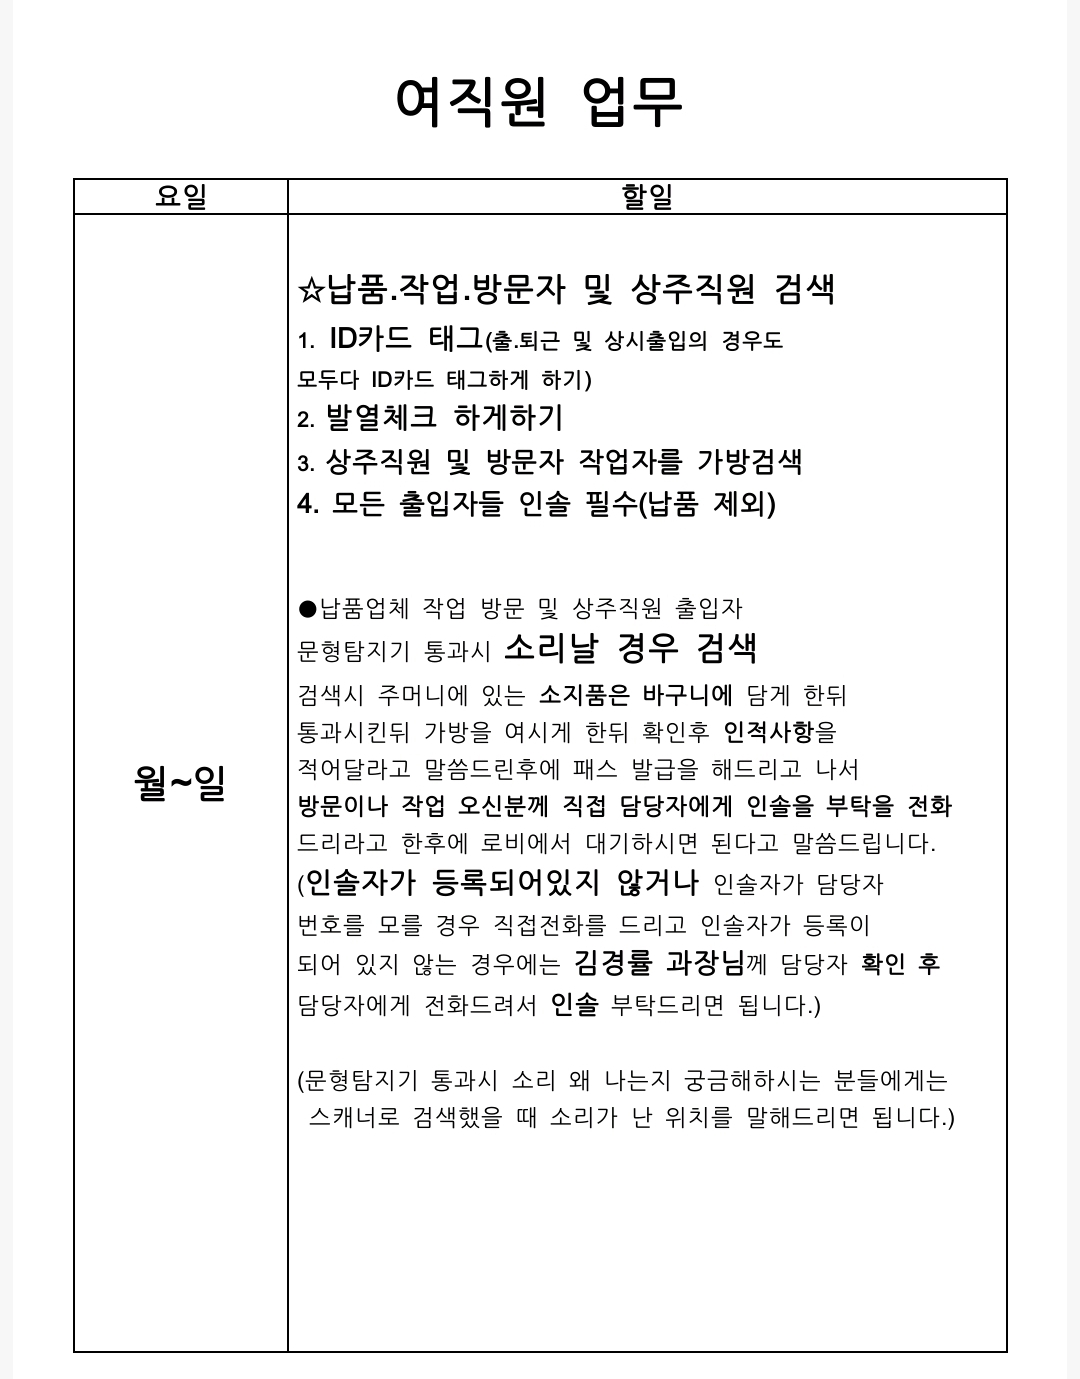 여직원 업무
요일
할일
월~일
☆납품.작업.방문자 및 상주직원 검색
1. ID카드 태그(출.퇴근 및 상시출입의 경우도
모두다 ID카드 태그하게 하기)
2. 발열체크 하게하기
3. 상주직원 및 방문자 작업자를 가방검색
4. 모든 출입자들 인솔 필수(납품 제외)
●납품업체 작업 방문 및 상주직원 출입자
문형탐지기 통과시 소리날 경우 검색
검색시 주머니에 있는 소지품은 바구니에 담게 한뒤
통과시킨뒤 가방을 여시게 한뒤 확인후 인적사항을
적어달라고 말씀드린후에 패스 발급을 해드리고 나서
방문이나 작업 오신분께 직접 담당자에게 인솔을 부탁을 전화
드리라고 한후에 로비에서 대기하시면 된다고 말씀드립니다.
(인솔자가 등록되어있지 않거나 인솔자가 담당자
번호를 모를 경우 직접전화를 드리고 인솔자가 등록이
되어 있지 않는 경우에는 김경률 과장님께 담당자 확인 후
담당자에게 전화드려서 인솔 부탁드리면 됩니다.)
(문형탐지기 통과시 소리 왜 나는지 궁금해하시는 분들에게는
스캐너로 검색했을 때 소리가 난 위치를 말해드리면 됩니다.)